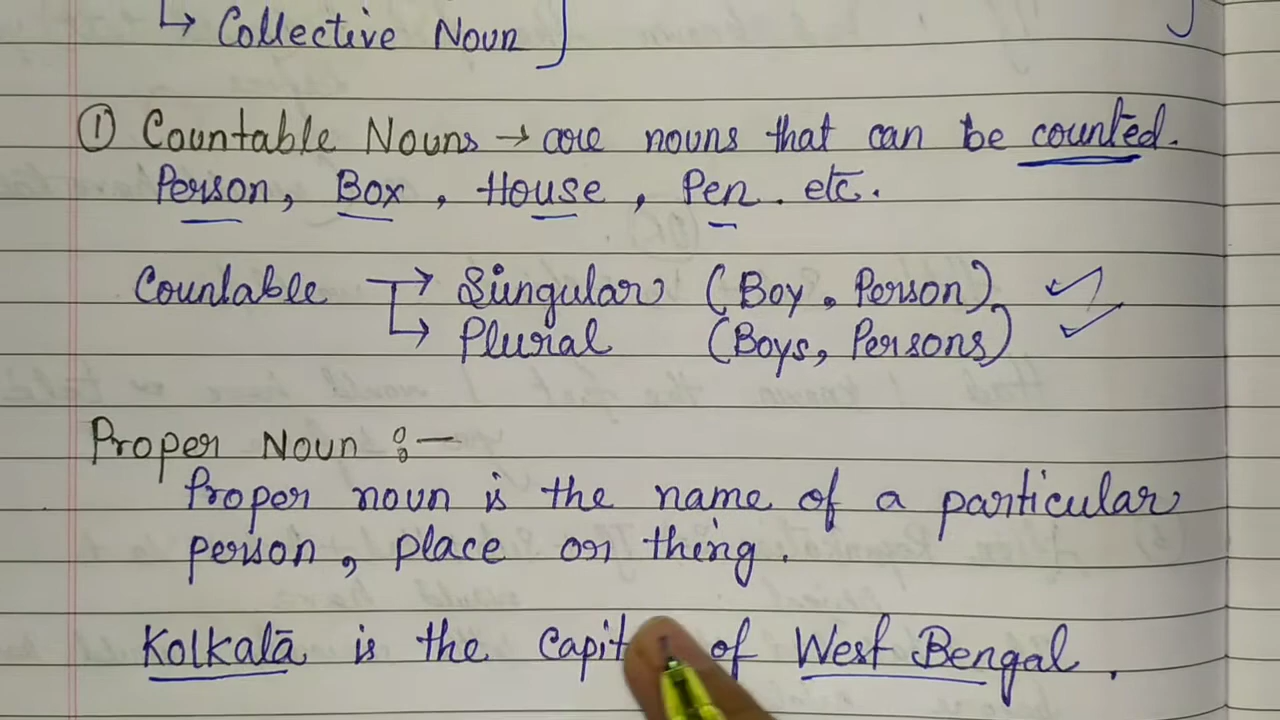 ↳ Collective Noun ]
① Countable Nouns → are nouns that can be counted.
Person, Box, House, Pen. etc.
Countable → Singular (Boy, Person) ✓
↳ Plural (Boys, Persons) ✓
Proper Noun :-
Proper noun is the name of a particular
person, place or thing.
Kolkata is the of West Bengal.